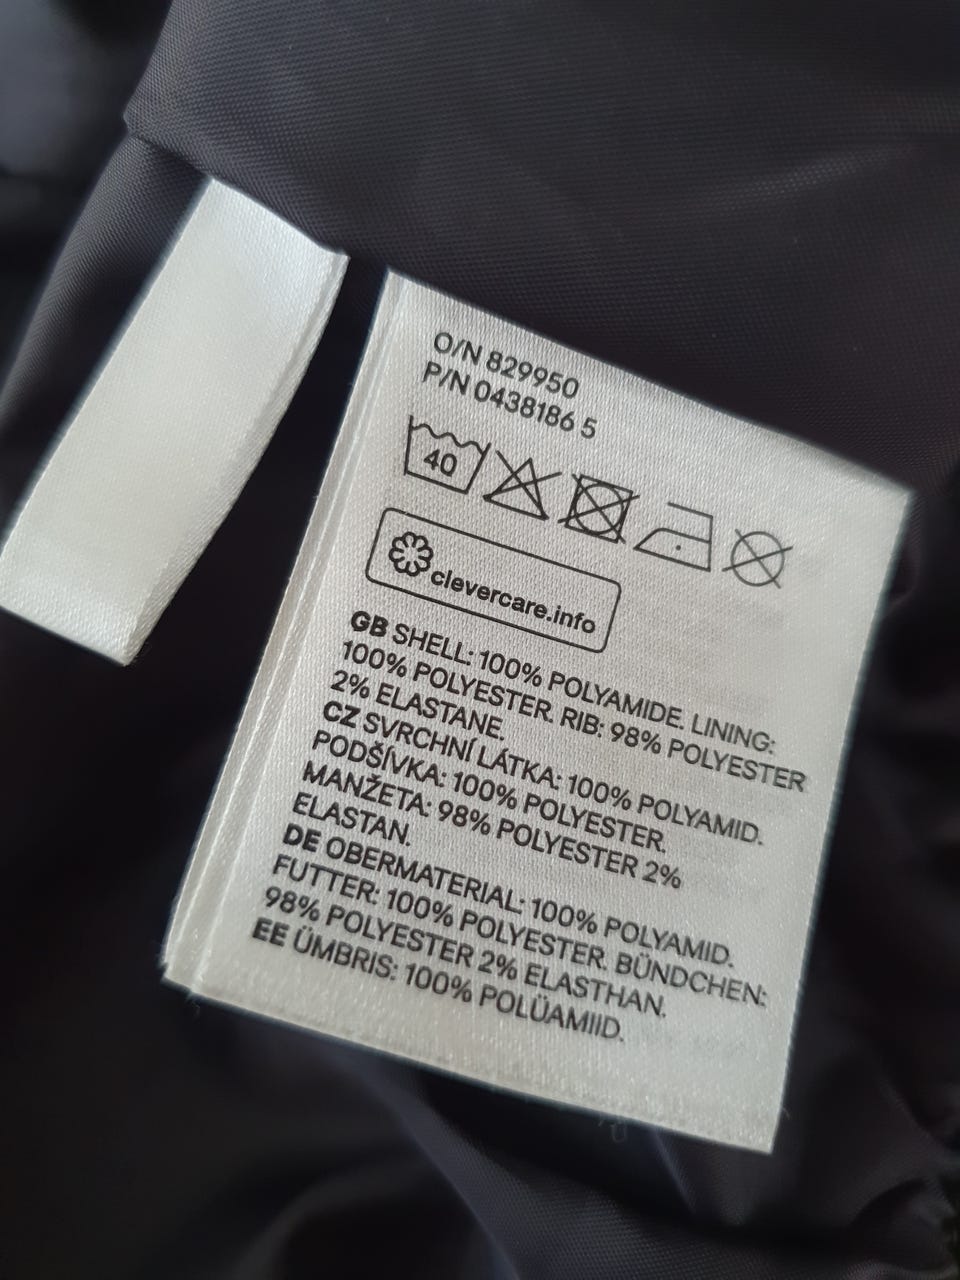 O/N 829950
P/N 0438186 5
40
clevercare.info
GB SHELL: 100% POLYAMIDE. LINING:
100% POLYESTER. RIB: 98% POLYESTER
2% ELASTANE.
CZ SVRCHNÍ LÁTKA: 100% POLYAMID.
PODŠÍVKA: 100% POLYESTER.
MANŽETA: 98% POLYESTER 2%
ELASTAN.
DE OBERMATERIAL: 100% POLYAMID.
FUTTER: 100% POLYESTER. BÜNDCHEN:
98% POLYESTER 2% ELASTHAN.
EE ÜMBRIS: 100% POLÜAMIID.